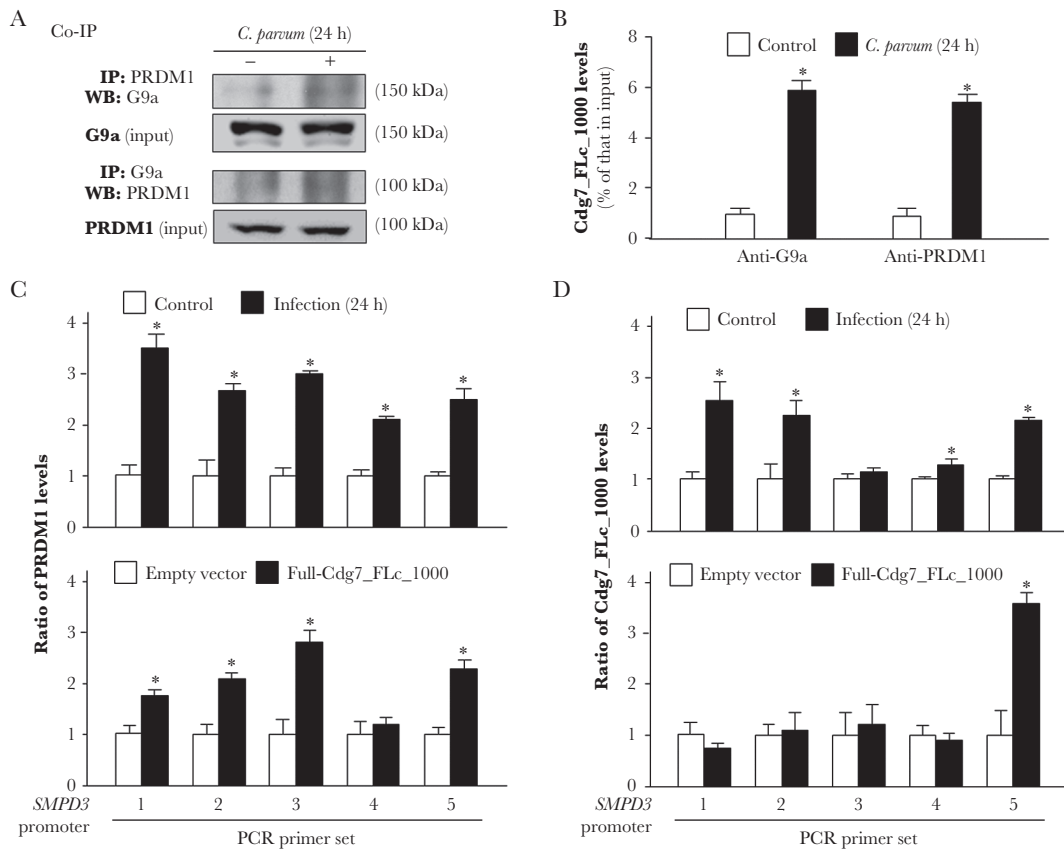 A
Co-IP
C. parvum (24 h)
– +
IP: PRDM1
WB: G9a
(150 kDa)
G9a (input)
(150 kDa)
IP: G9a
WB: PRDM1
(100 kDa)
PRDM1 (input)
(100 kDa)
B
Control
C. parvum (24 h)
Cdg7_FLc_1000 levels
(% of that in input)
8
6
4
2
0
*
*
Anti-G9a
Anti-PRDM1
C
Control
Infection (24 h)
Ratio of PRDM1 levels
4
3
2
1
0
*
*
*
*
*
Empty vector
Full-Cdg7_FLc_1000
4
3
2
1
0
*
*
*
*
SMPD3
promoter
1 2 3 4 5
PCR primer set
D
Control
Infection (24 h)
Ratio of Cdg7_FLc_1000 levels
4
3
2
1
0
*
*
*
*
Empty vector
Full-Cdg7_FLc_1000
4
3
2
1
0
*
SMPD3
promoter
1 2 3 4 5
PCR primer set